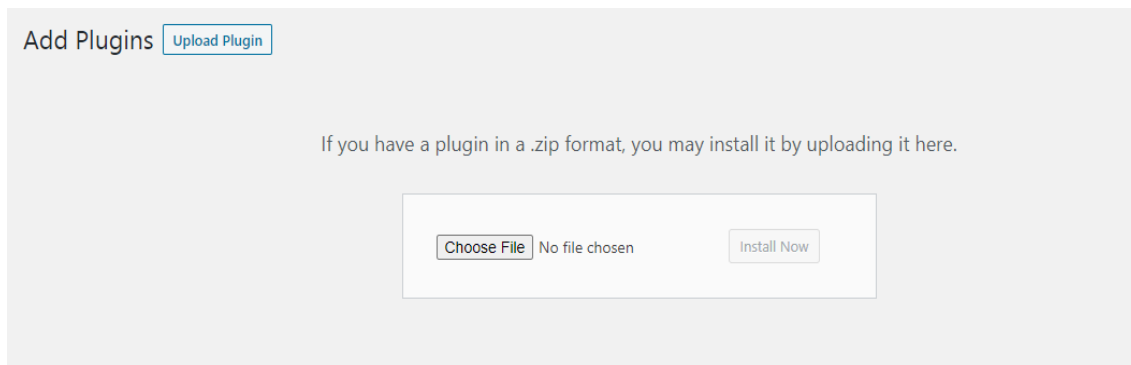 Add Plugins Upload Plugin
If you have a plugin in a .zip format, you may install it by uploading it here.
Choose File No file chosen Install Now